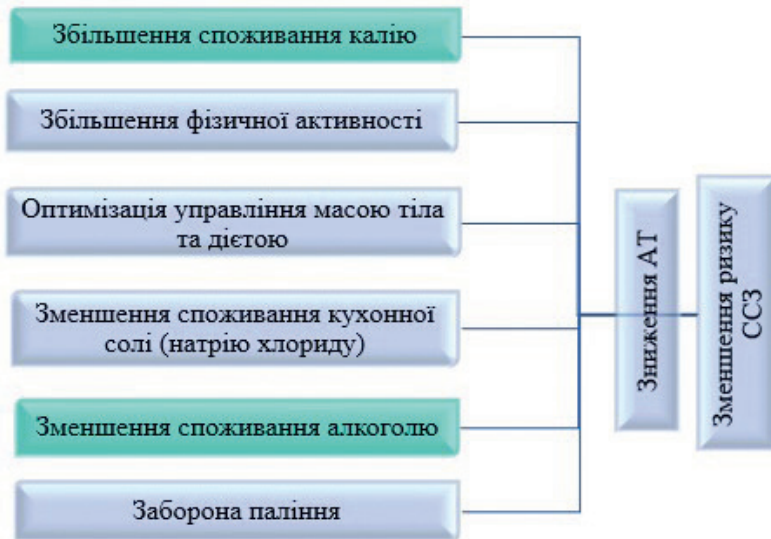 Збільшення споживання калію
Збільшення фізичної активності
Оптимізація управління масою тіла
та дієтою
Зменшення споживання кухонної
солі (натрію хлориду)
Зменшення споживання алкоголю
Заборона паління
Зниження АТ
Зменшення ризику
ССЗ